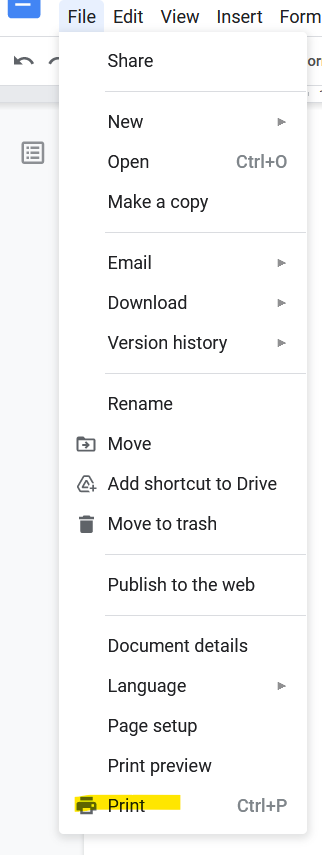 File Edit View Insert Form
Share
New
Open Ctrl+O
Make a copy
Email
Download
Version history
Rename
Move
Add shortcut to Drive
Move to trash
Publish to the web
Document details
Language
Page setup
Print preview
Print Ctrl+P